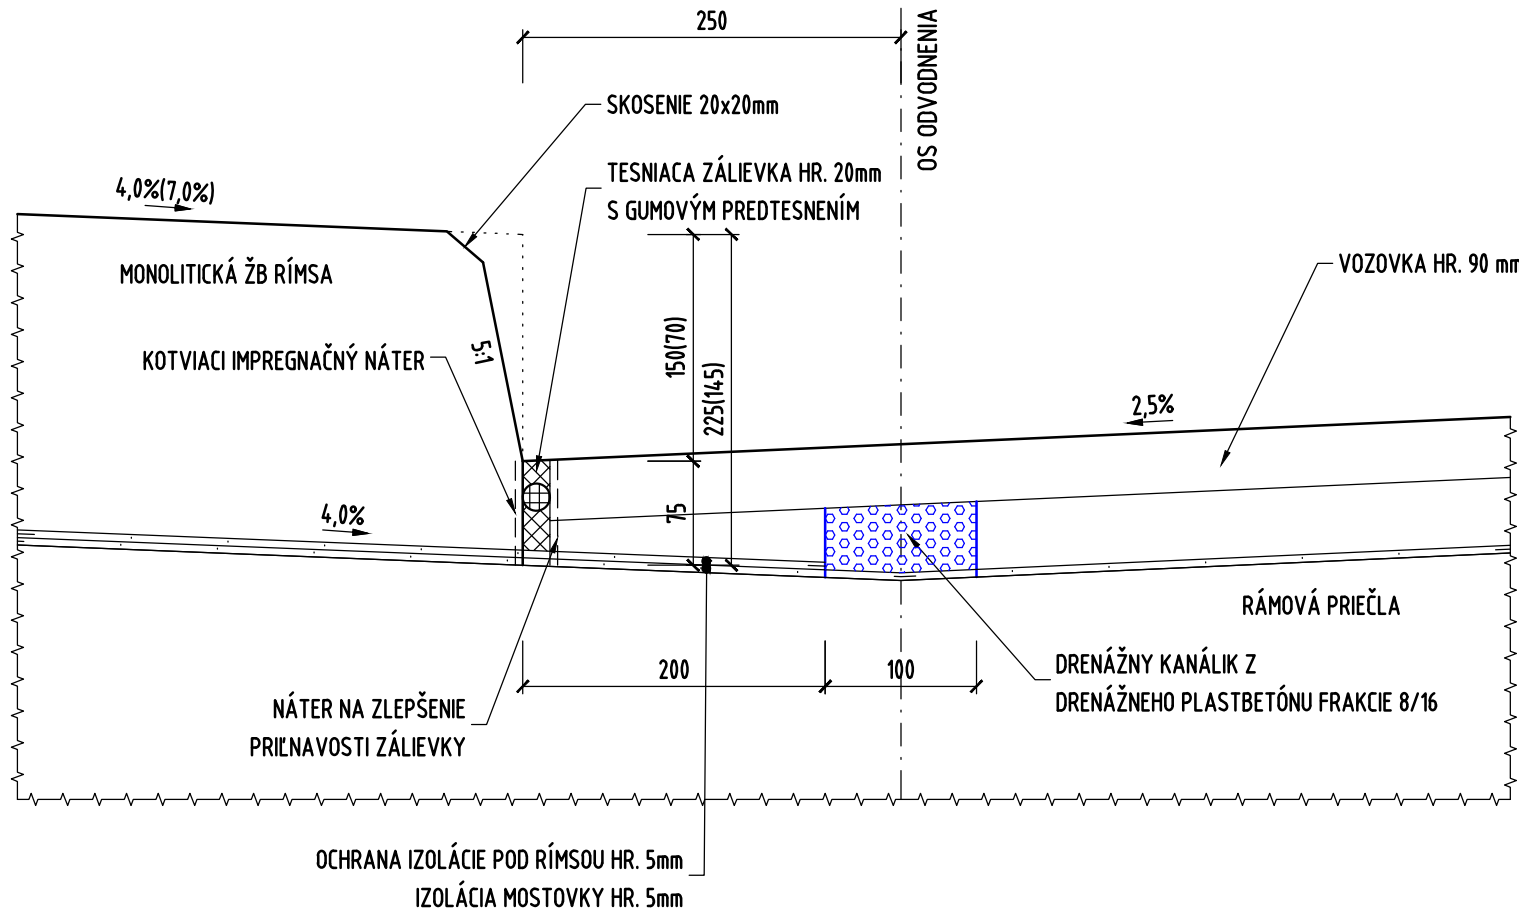 250
OS ODVODNENIA
SKOSENIE 20x20mm
TESNIACA ZÁLIEVKA HR. 20mm
S GUMOVÝM PREDTESNENÍM
4,0%(7,0%)
MONOLITICKÁ ŽB RÍMSA
VOZOVKA HR. 90 mm
KOTVIACI IMPREGNAČNÝ NÁTER
5:1
150(70)
225(145)
2,5%
75
4,0%
RÁMOVÁ PRIEČLA
200
100
DRENÁŽNY KANÁLIK Z
DRENÁŽNEHO PLASTBETÓNU FRAKCIE 8/16
NÁTER NA ZLEPŠENIE
PRIĽNAVOSTI ZÁLIEVKY
OCHRANA IZOLÁCIE POD RÍMSOU HR. 5mm
IZOLÁCIA MOSTOVKY HR. 5mm